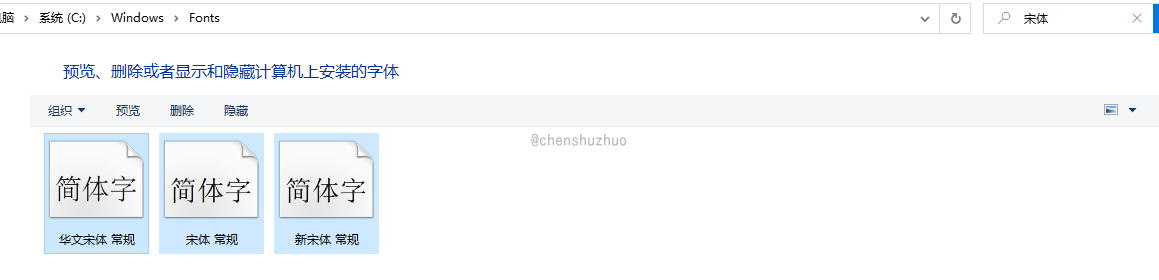 脑 › 系统 (C:) › Windows › Fonts
宋体
预览、删除或者显示和隐藏计算机上安装的字体
组织 预览 删除 隐藏
@chenshuzhuo
简体字 简体字 简体字
华文宋体 常规 宋体 常规 新宋体 常规